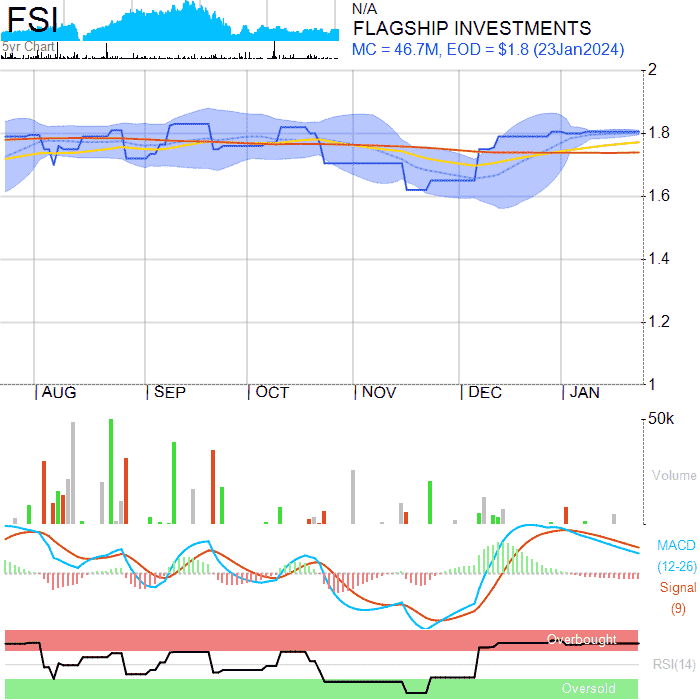 FSI
5yr Chart
N/A
FLAGSHIP INVESTMENTS
MC = 46.7M, EOD = $1.8 (23Jan2024)
2
1.8
1.6
1.4
1.2
1
AUG SEP OCT NOV DEC JAN
50k
Volume
MACD
(12-26)
Signal
(9)
Overbought
RSI(14)
Oversold